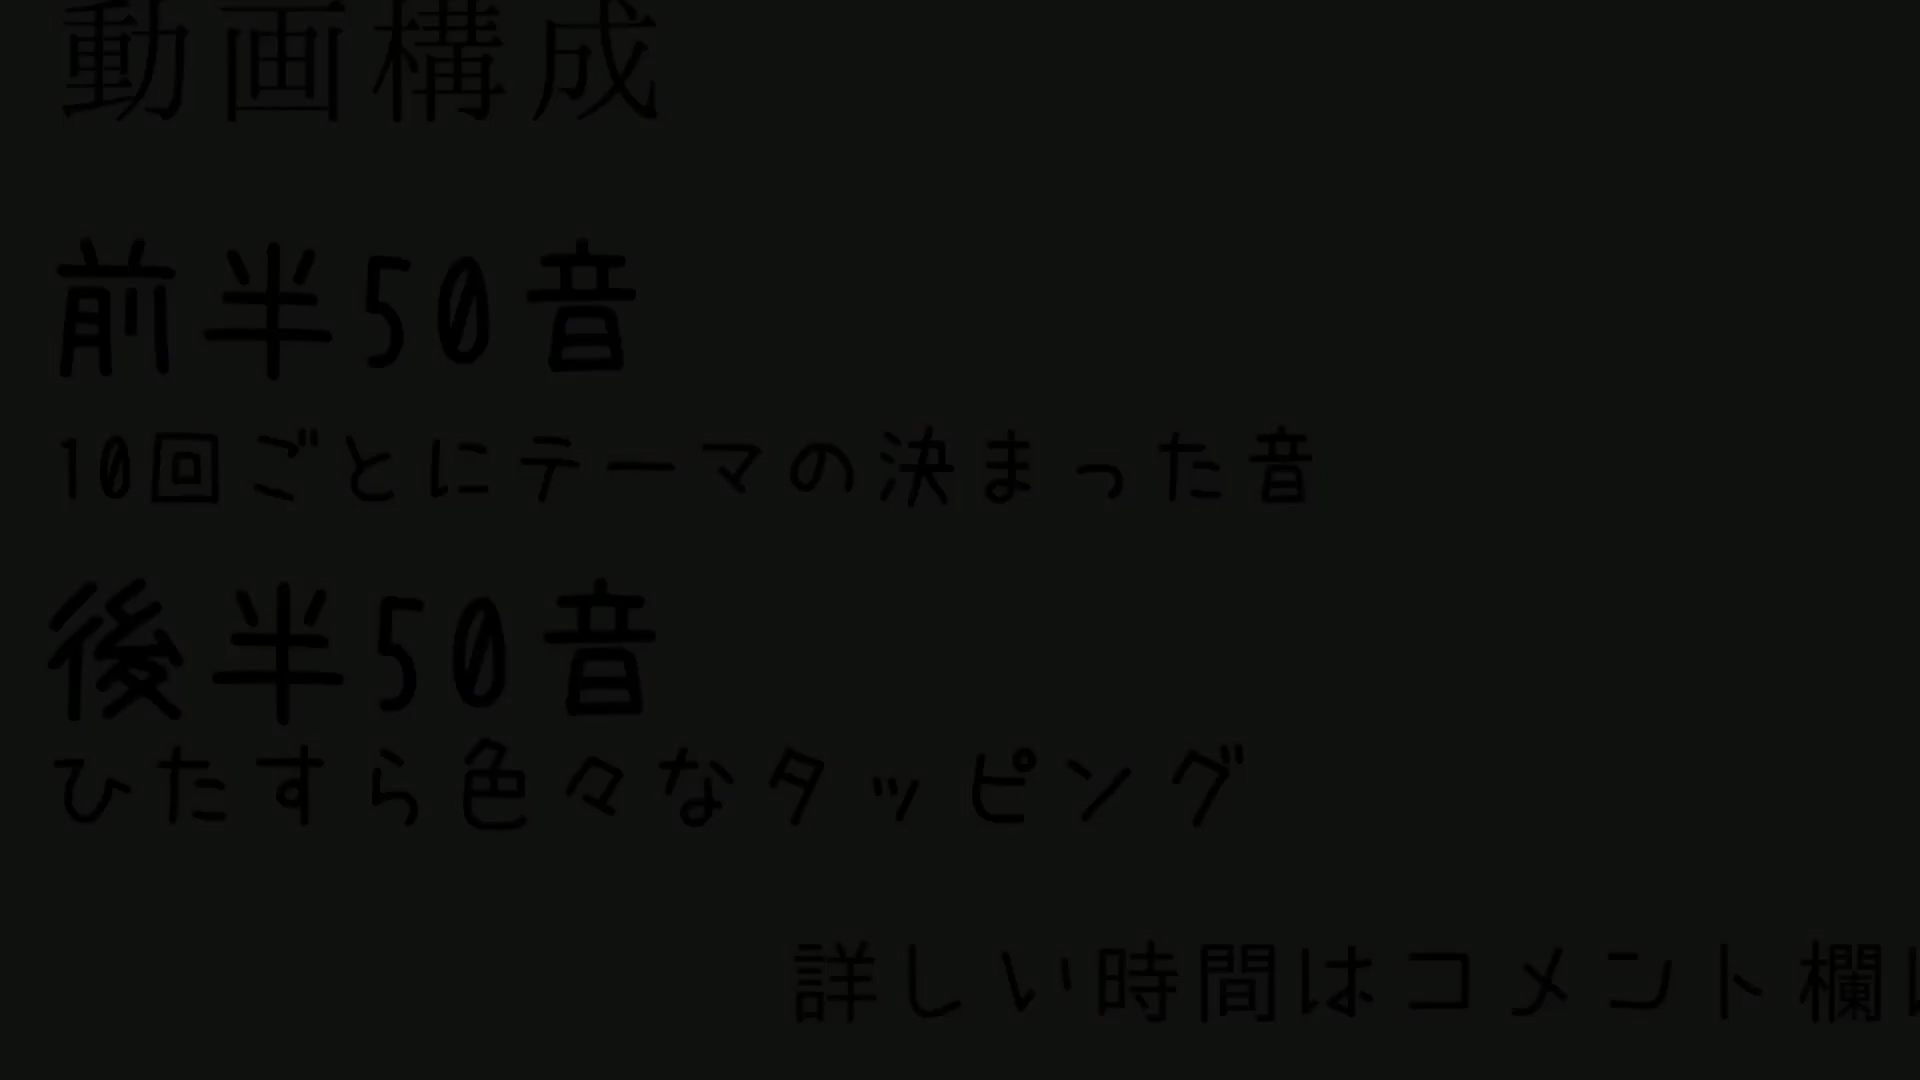 動画構成
前半50音
10回ごとにテーマの決まった音
後半50音
ひたすら色々なタッピング
詳しい時間はコメント欄に